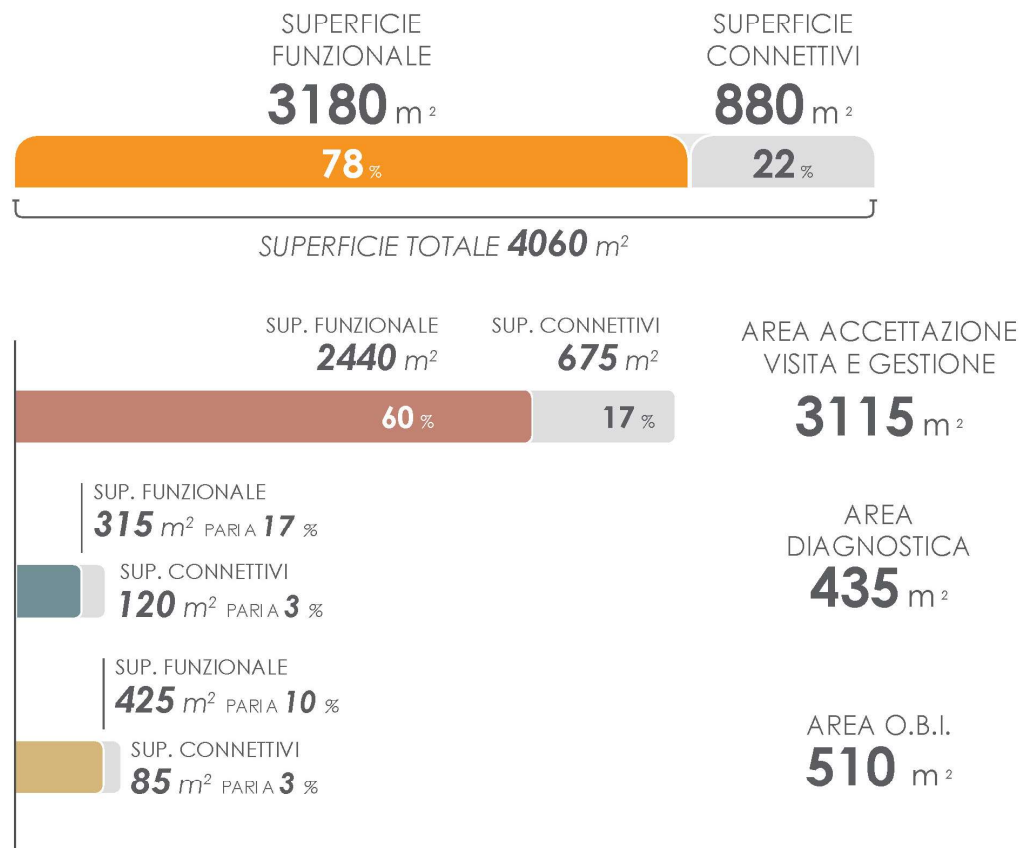 SUPERFICIE
FUNZIONALE
3180 m²
SUPERFICIE
CONNETTIVI
880 m²
78 %
22 %
SUPERFICIE TOTALE 4060 m²
SUP. FUNZIONALE
2440 m²
SUP. CONNETTIVI
675 m²
60 %
17 %
AREA ACCETTAZIONE
VISITA E GESTIONE
3115 m²
SUP. FUNZIONALE
315 m² PARI A 17 %
SUP. CONNETTIVI
120 m² PARI A 3 %
AREA
DIAGNOSTICA
435 m²
SUP. FUNZIONALE
425 m² PARI A 10 %
SUP. CONNETTIVI
85 m² PARI A 3 %
AREA O.B.I.
510 m²